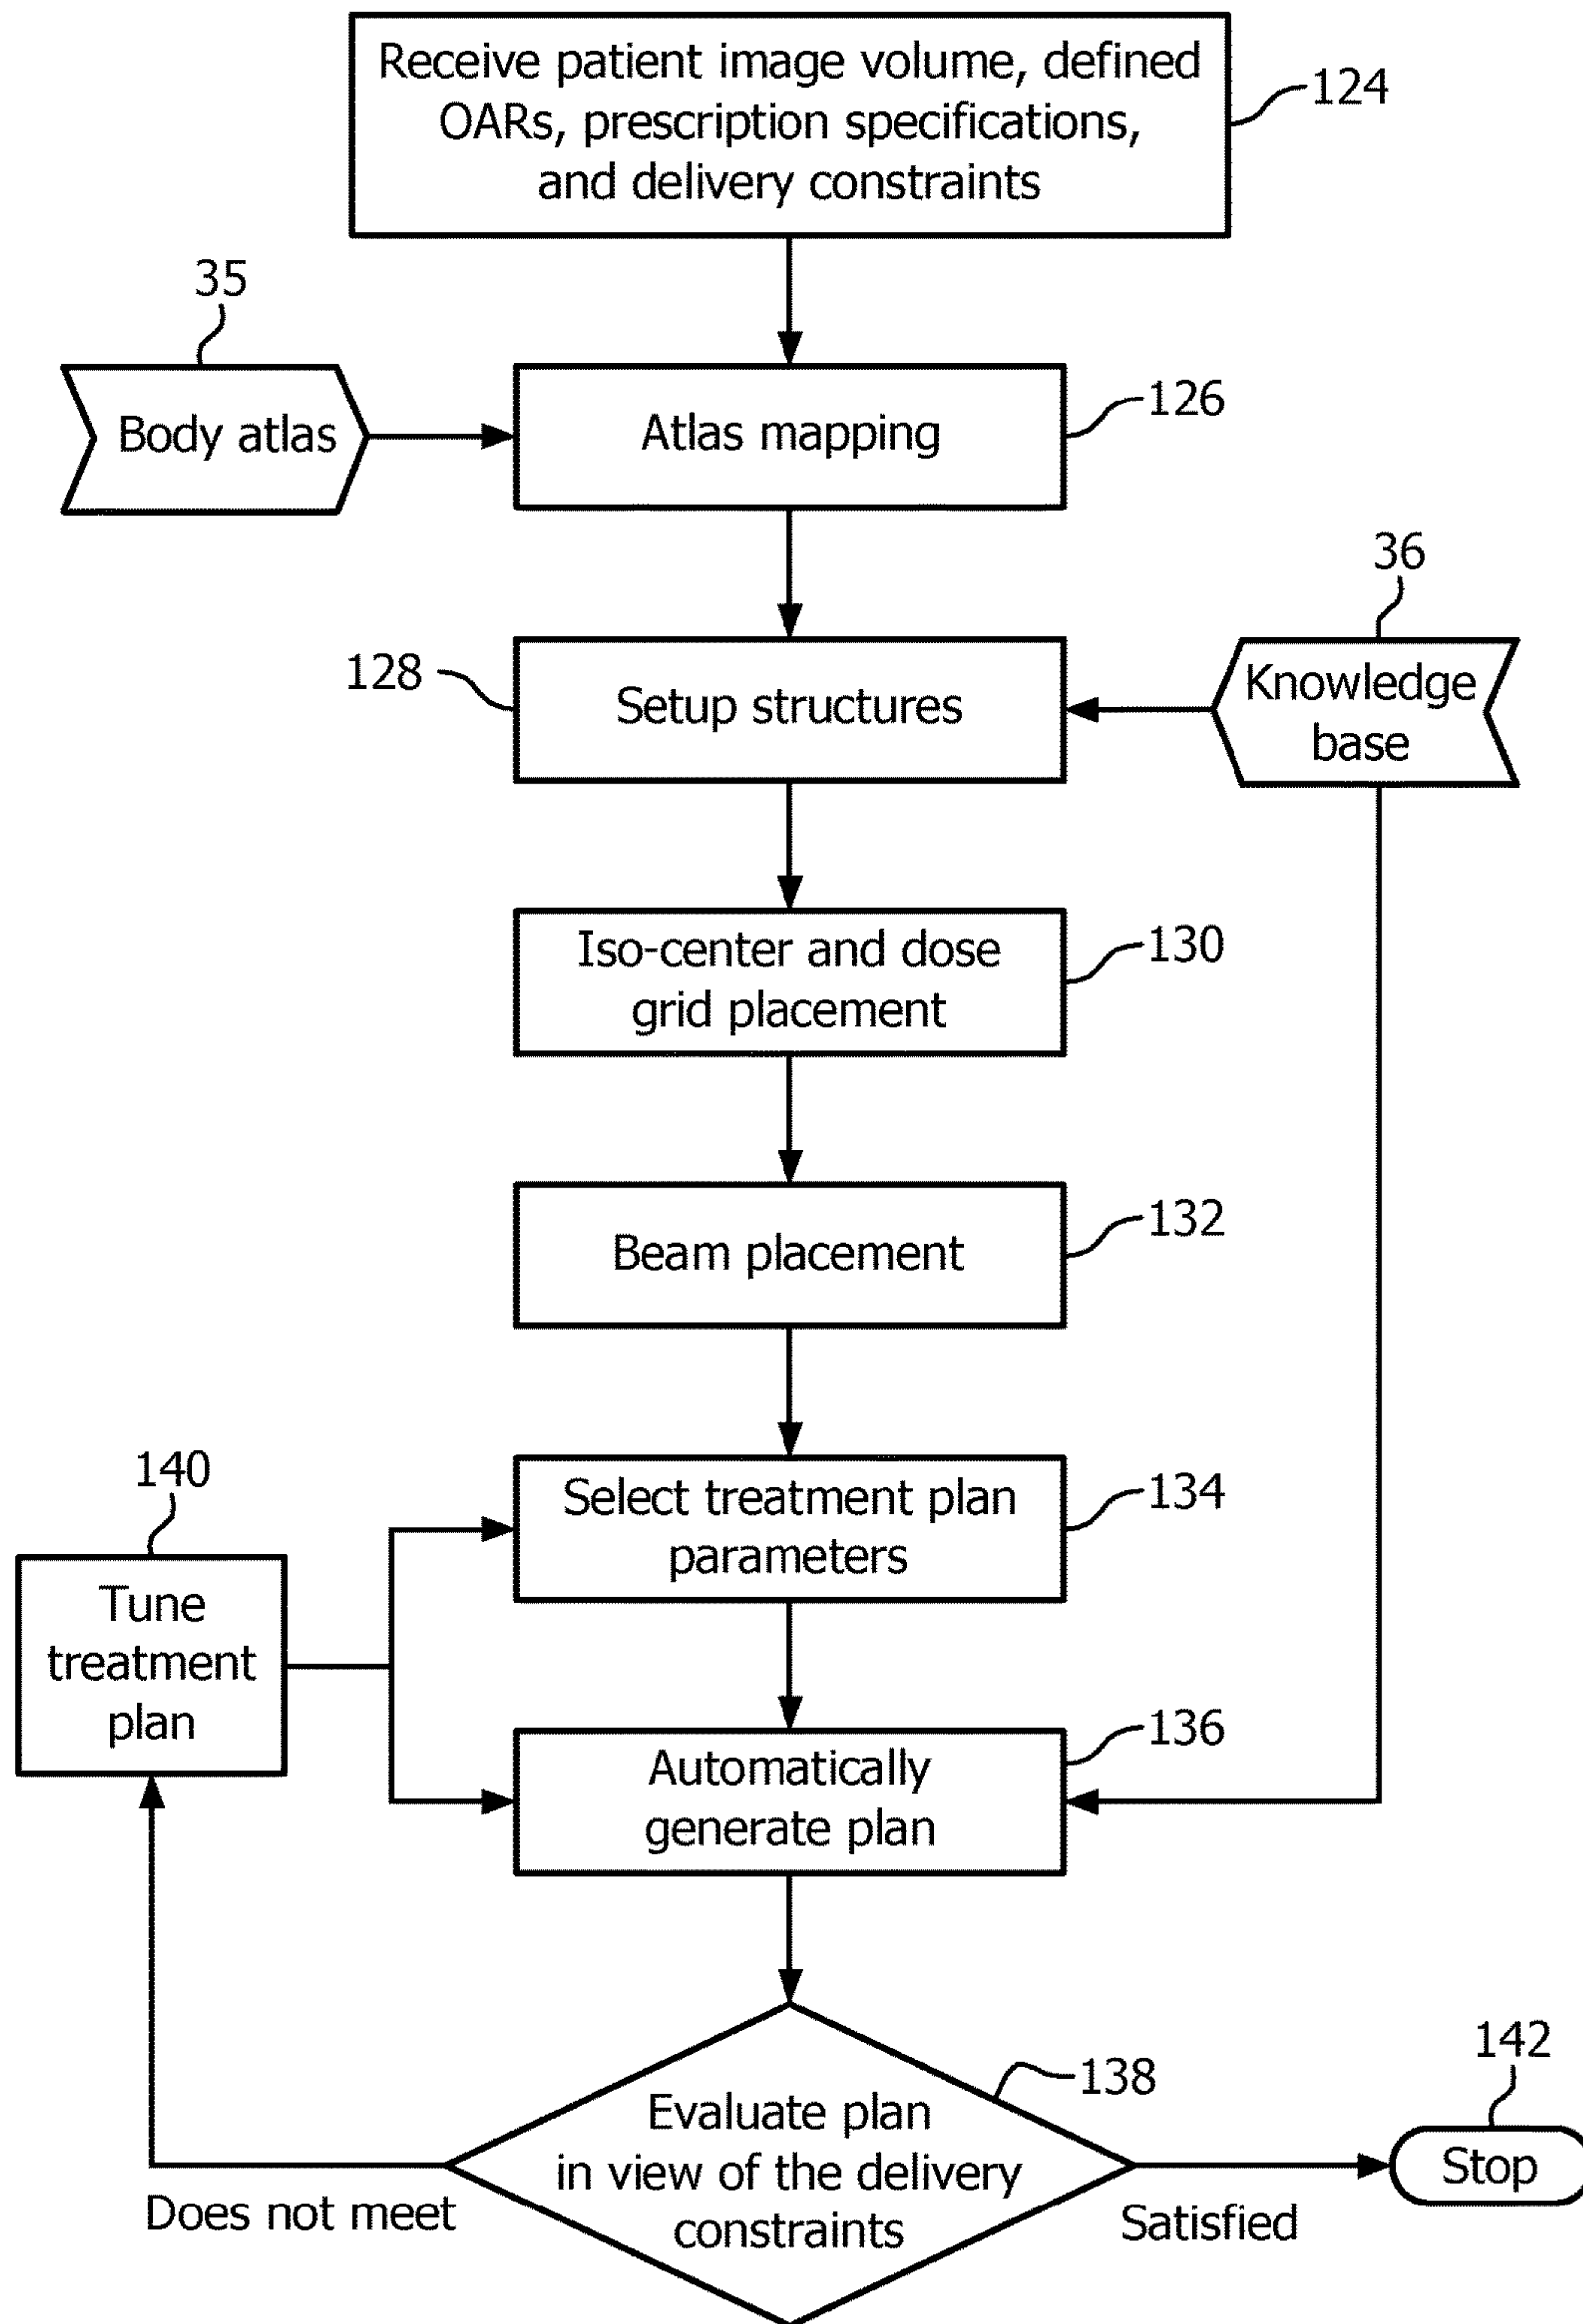 Receive patient image volume, defined
OARs, prescription specifications,
and delivery constraints
124
35
Body atlas
Atlas mapping
126
36
128
Setup structures
Knowledge
base
Iso-center and dose
grid placement
130
Beam placement
132
140
Select treatment plan
parameters
134
Tune
treatment
plan
Automatically
generate plan
136
Evaluate plan
in view of the delivery
constraints
138
142
Stop
Does not meet
Satisfied